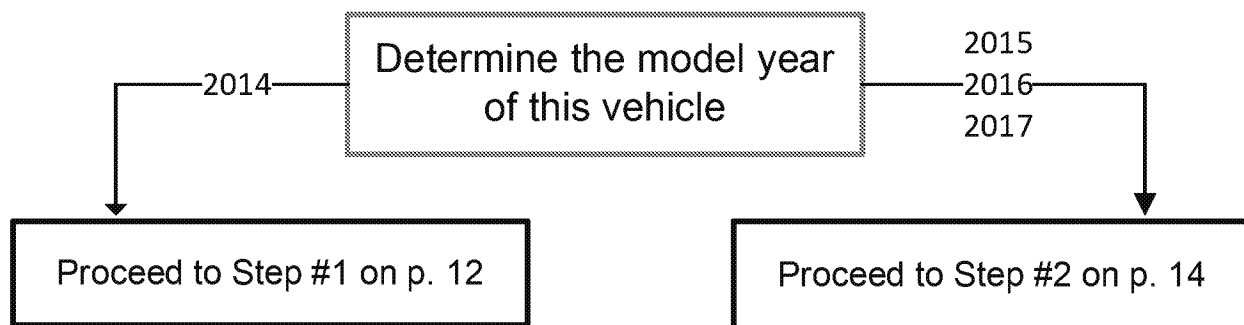 Determine the model year
of this vehicle
2014
2015
2016
2017
Proceed to Step #1 on p. 12
Proceed to Step #2 on p. 14